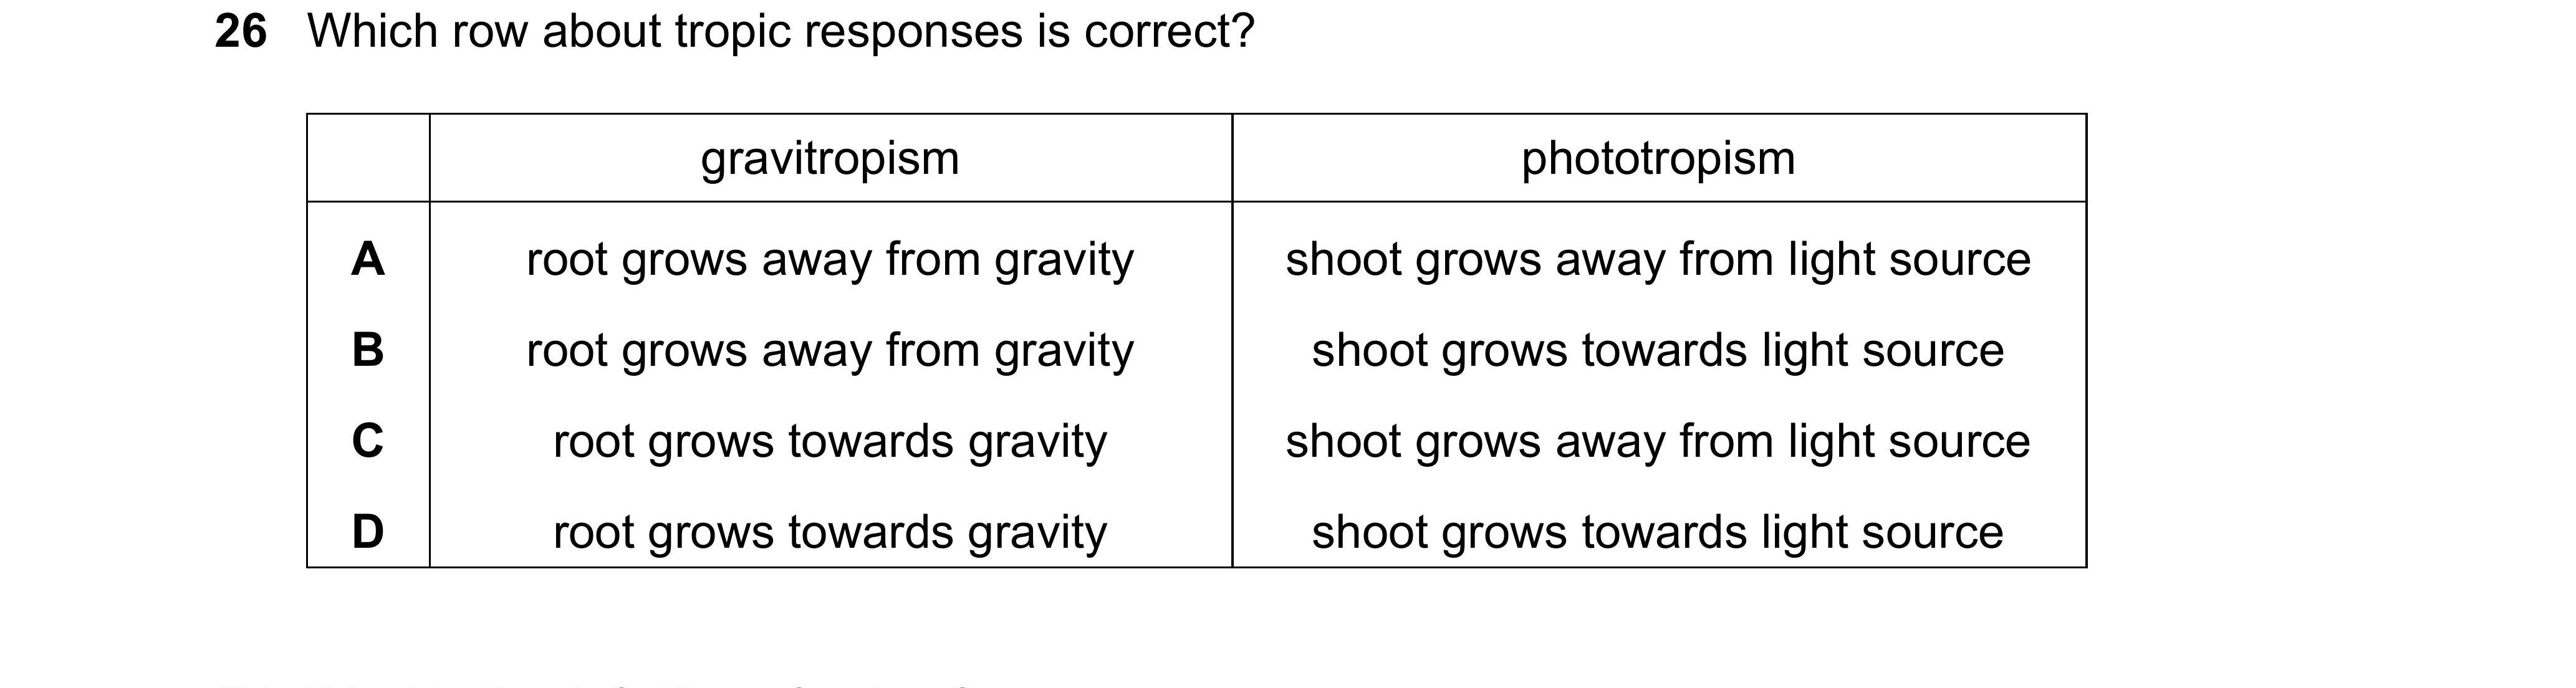 26 Which row about tropic responses is correct?
gravitropism phototropism
A root grows away from gravity shoot grows away from light source
B root grows away from gravity shoot grows towards light source
C root grows towards gravity shoot grows away from light source
D root grows towards gravity shoot grows towards light source